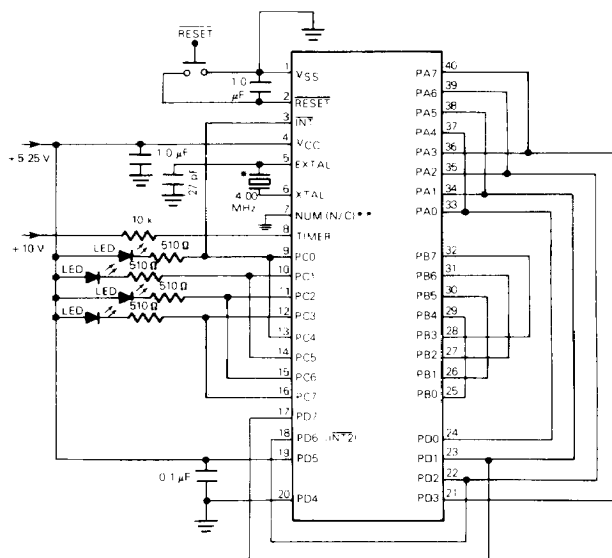 RESET
1.0 µF
+5.25 V
1.0 µF
27 pF
*
4.00 MHz
10 k
+10 V
LED
510 Ω
LED
510 Ω
LED
510 Ω
LED
510 Ω
0.1 µF
1 VSS
2 RESET
3 INT
4 VCC
5 EXTAL
6 XTAL
7 NUM (N/C)**
8 TIMER
9 PC0
10 PC1
11 PC2
12 PC3
13 PC4
14 PC5
15 PC6
16 PC7
17 PD7
18 PD6 (INT2)
19 PD5
20 PD4
PA7 40
PA6 39
PA5 38
PA4 37
PA3 36
PA2 35
PA1 34
PA0 33
PB7 32
PB6 31
PB5 30
PB4 29
PB3 28
PB2 27
PB1 26
PB0 25
PD0 24
PD1 23
PD2 22
PD3 21